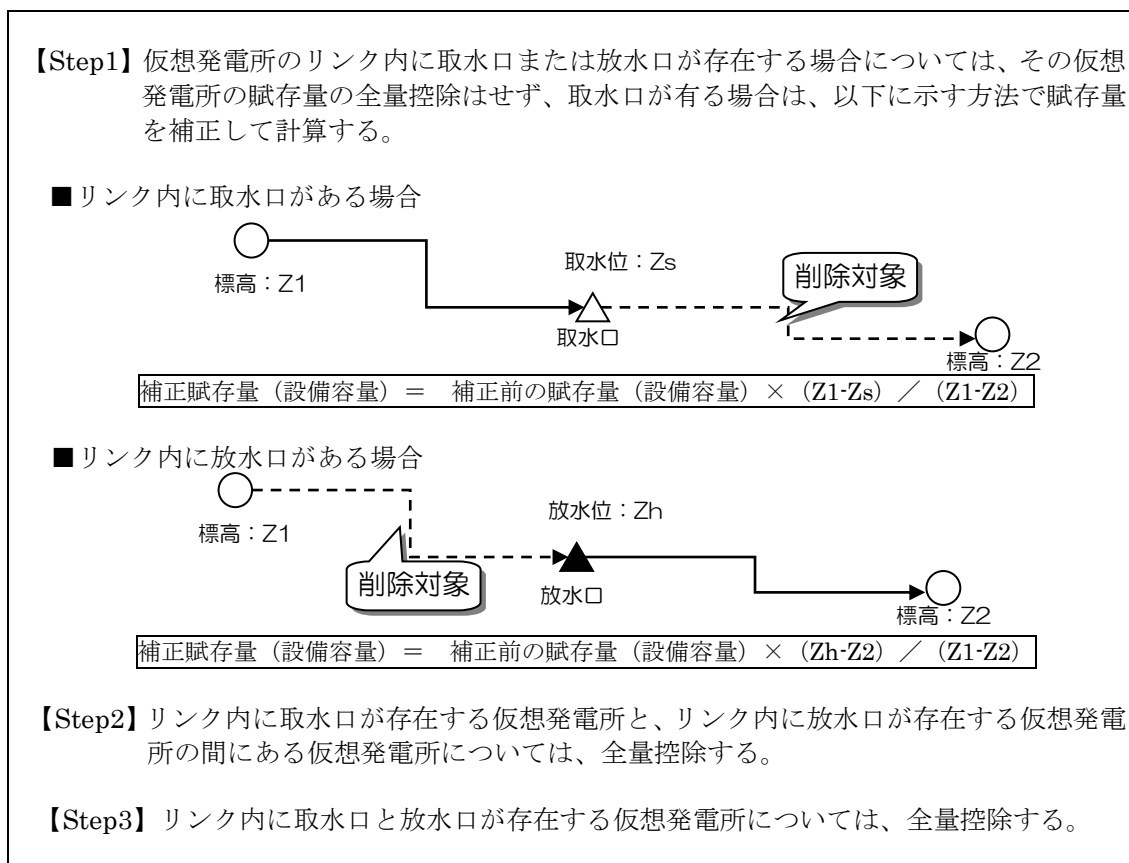 【Step1】仮想発電所のリンク内に取水口または放水口が存在する場合については、その仮想
発電所の賦存量の全量控除はせず、取水口が有る場合は、以下に示す方法で賦存量
を補正して計算する。
■リンク内に取水口がある場合
標高：Z1
取水位：Zs
削除対象
取水口
標高：Z2
補正賦存量（設備容量）＝　補正前の賦存量（設備容量）×（Z1-Zs）／（Z1-Z2）
■リンク内に放水口がある場合
標高：Z1
放水位：Zh
削除対象
放水口
標高：Z2
補正賦存量（設備容量）＝　補正前の賦存量（設備容量）×（Zh-Z2）／（Z1-Z2）
【Step2】リンク内に取水口が存在する仮想発電所と、リンク内に放水口が存在する仮想発電
所の間にある仮想発電所については、全量控除する。
【Step3】リンク内に取水口と放水口が存在する仮想発電所については、全量控除する。